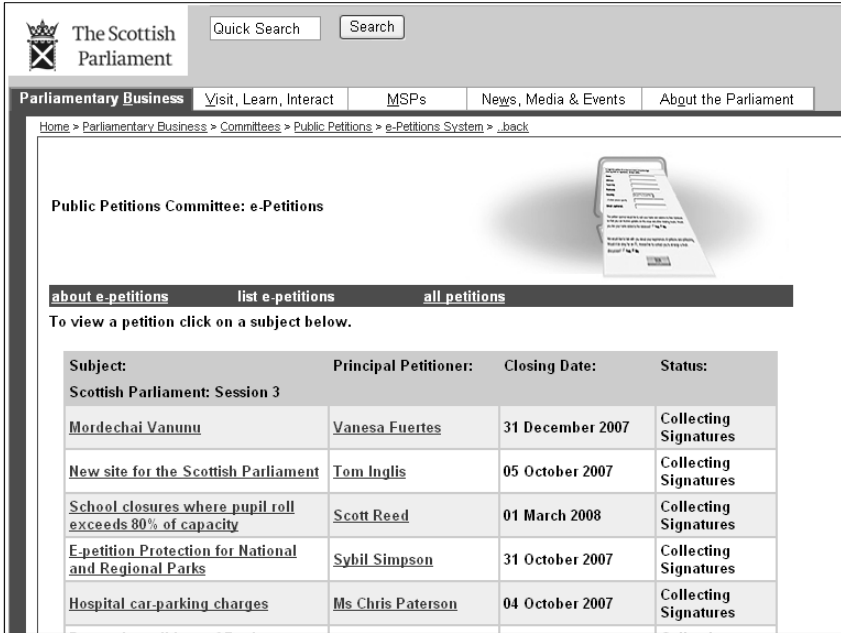 The Scottish
Parliament
Quick Search
Search
Parliamentary Business
Visit, Learn, Interact
MSPs
News, Media & Events
About the Parliament
Home > Parliamentary Business > Committees > Public Petitions > e-Petitions System > ..back
Public Petitions Committee: e-Petitions
about e-petitions
list e-petitions
all petitions
To view a petition click on a subject below.
Subject: Principal Petitioner: Closing Date: Status:
Scottish Parliament: Session 3
Mordechai Vanunu Vanesa Fuertes 31 December 2007 Collecting
Signatures
New site for the Scottish Parliament Tom Inglis 05 October 2007 Collecting
Signatures
School closures where pupil roll
exceeds 80% of capacity Scott Reed 01 March 2008 Collecting
Signatures
E-petition Protection for National
and Regional Parks Sybil Simpson 31 October 2007 Collecting
Signatures
Hospital car-parking charges Ms Chris Paterson 04 October 2007 Collecting
Signatures